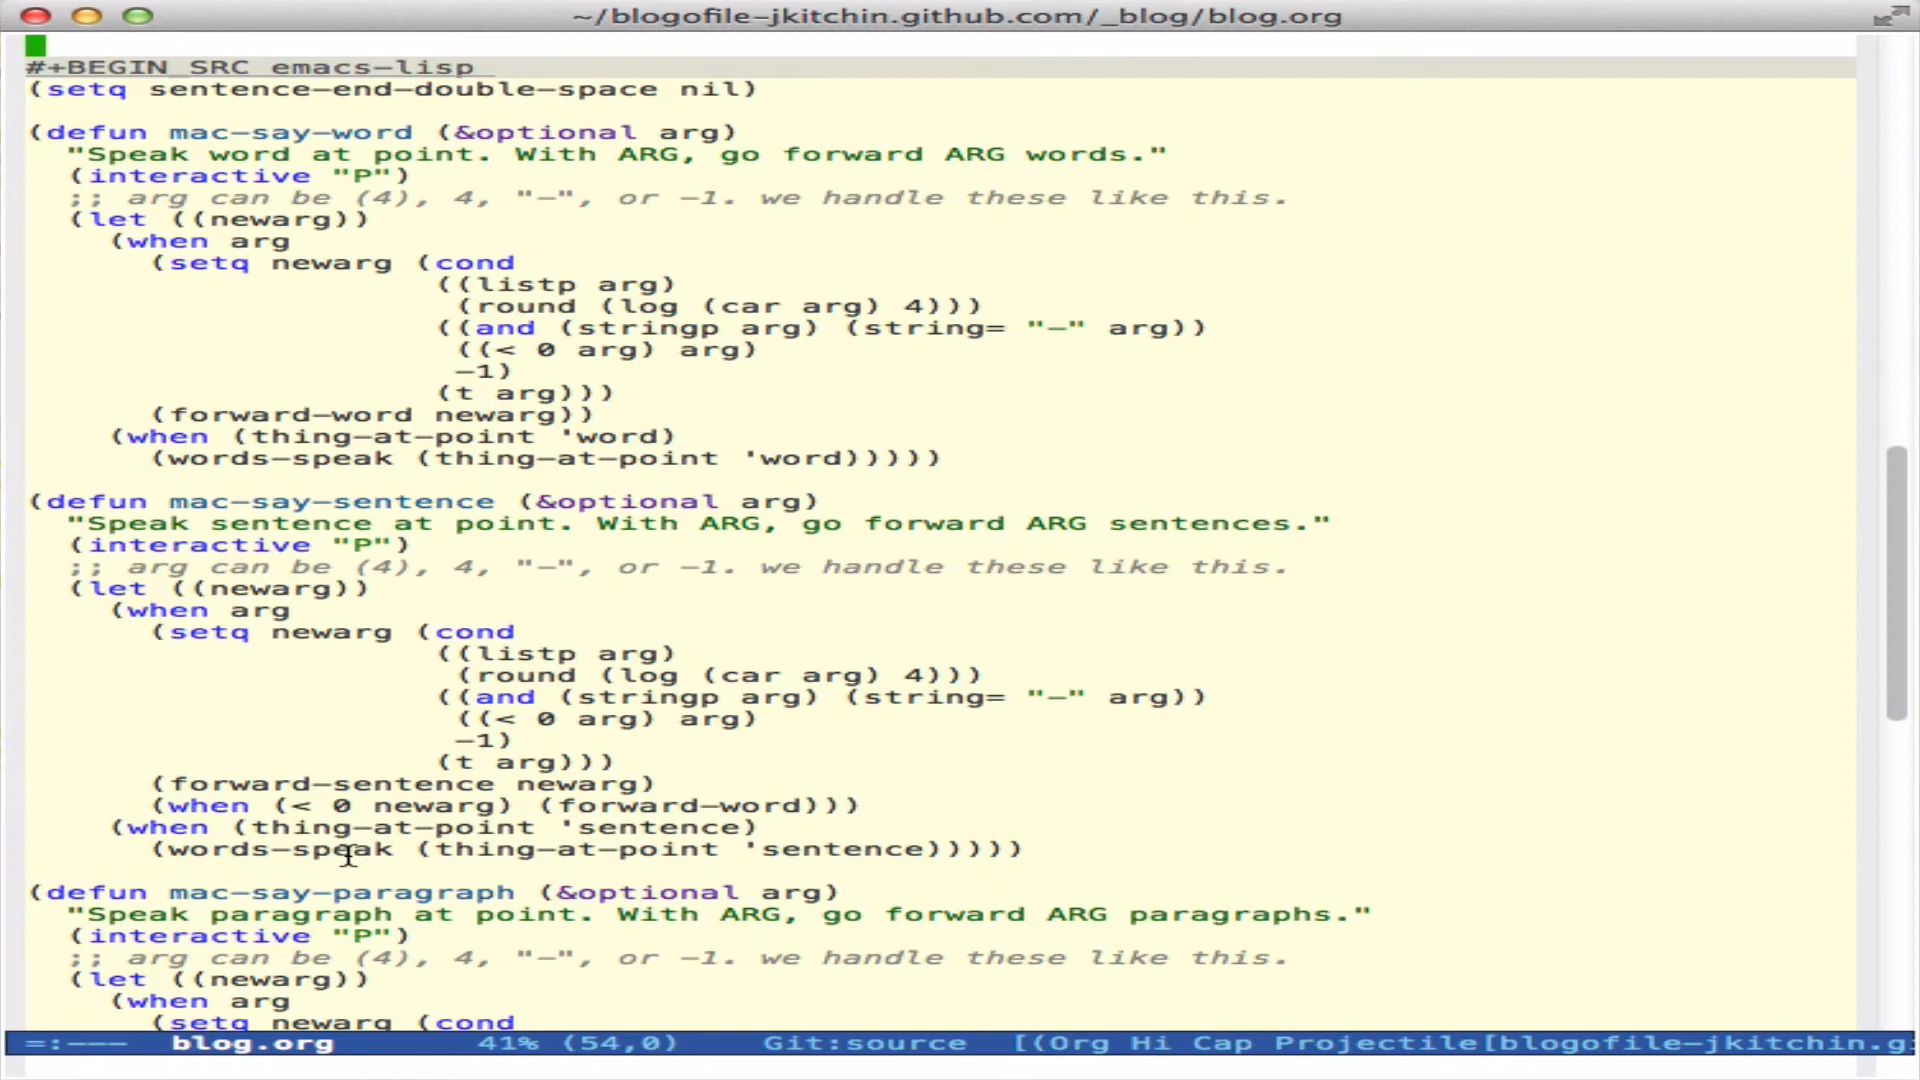 ~/blogofile-jkitchin.github.com/_blog/blog.org
#+BEGIN_SRC emacs-lisp
(setq sentence-end-double-space nil)
(defun mac-say-word (&optional arg)
"Speak word at point. With ARG, go forward ARG words."
(interactive "P")
;; arg can be (4), 4, "-", or -1. we handle these like this.
(let ((newarg))
(when arg
(setq newarg (cond
((listp arg)
(round (log (car arg) 4)))
((and (stringp arg) (string= "-" arg))
((< 0 arg) arg)
-1)
(t arg)))
(forward-word newarg))
(when (thing-at-point 'word)
(words-speak (thing-at-point 'word)))))
(defun mac-say-sentence (&optional arg)
"Speak sentence at point. With ARG, go forward ARG sentences."
(interactive "P")
;; arg can be (4), 4, "-", or -1. we handle these like this.
(let ((newarg))
(when arg
(setq newarg (cond
((listp arg)
(round (log (car arg) 4)))
((and (stringp arg) (string= "-" arg))
((< 0 arg) arg)
-1)
(t arg)))
(forward-sentence newarg)
(when (< 0 newarg) (forward-word)))
(when (thing-at-point 'sentence)
(words-speak (thing-at-point 'sentence)))))
(defun mac-say-paragraph (&optional arg)
"Speak paragraph at point. With ARG, go forward ARG paragraphs."
(interactive "P")
;; arg can be (4), 4, "-", or -1. we handle these like this.
(let ((newarg))
(when arg
(setq newarg (cond
=:--- blog.org 41% (54,0) Git:source [(Org Hi Cap Projectile[blogofile-jkitchin.g